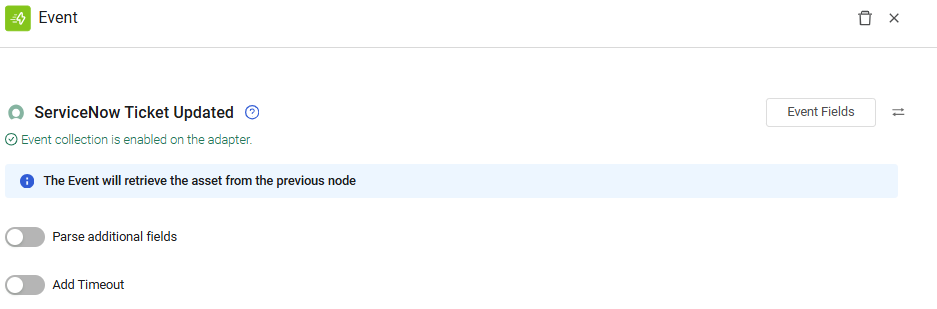 Event
ServiceNow Ticket Updated
Event Fields
Event collection is enabled on the adapter.
The Event will retrieve the asset from the previous node
Parse additional fields
Add Timeout